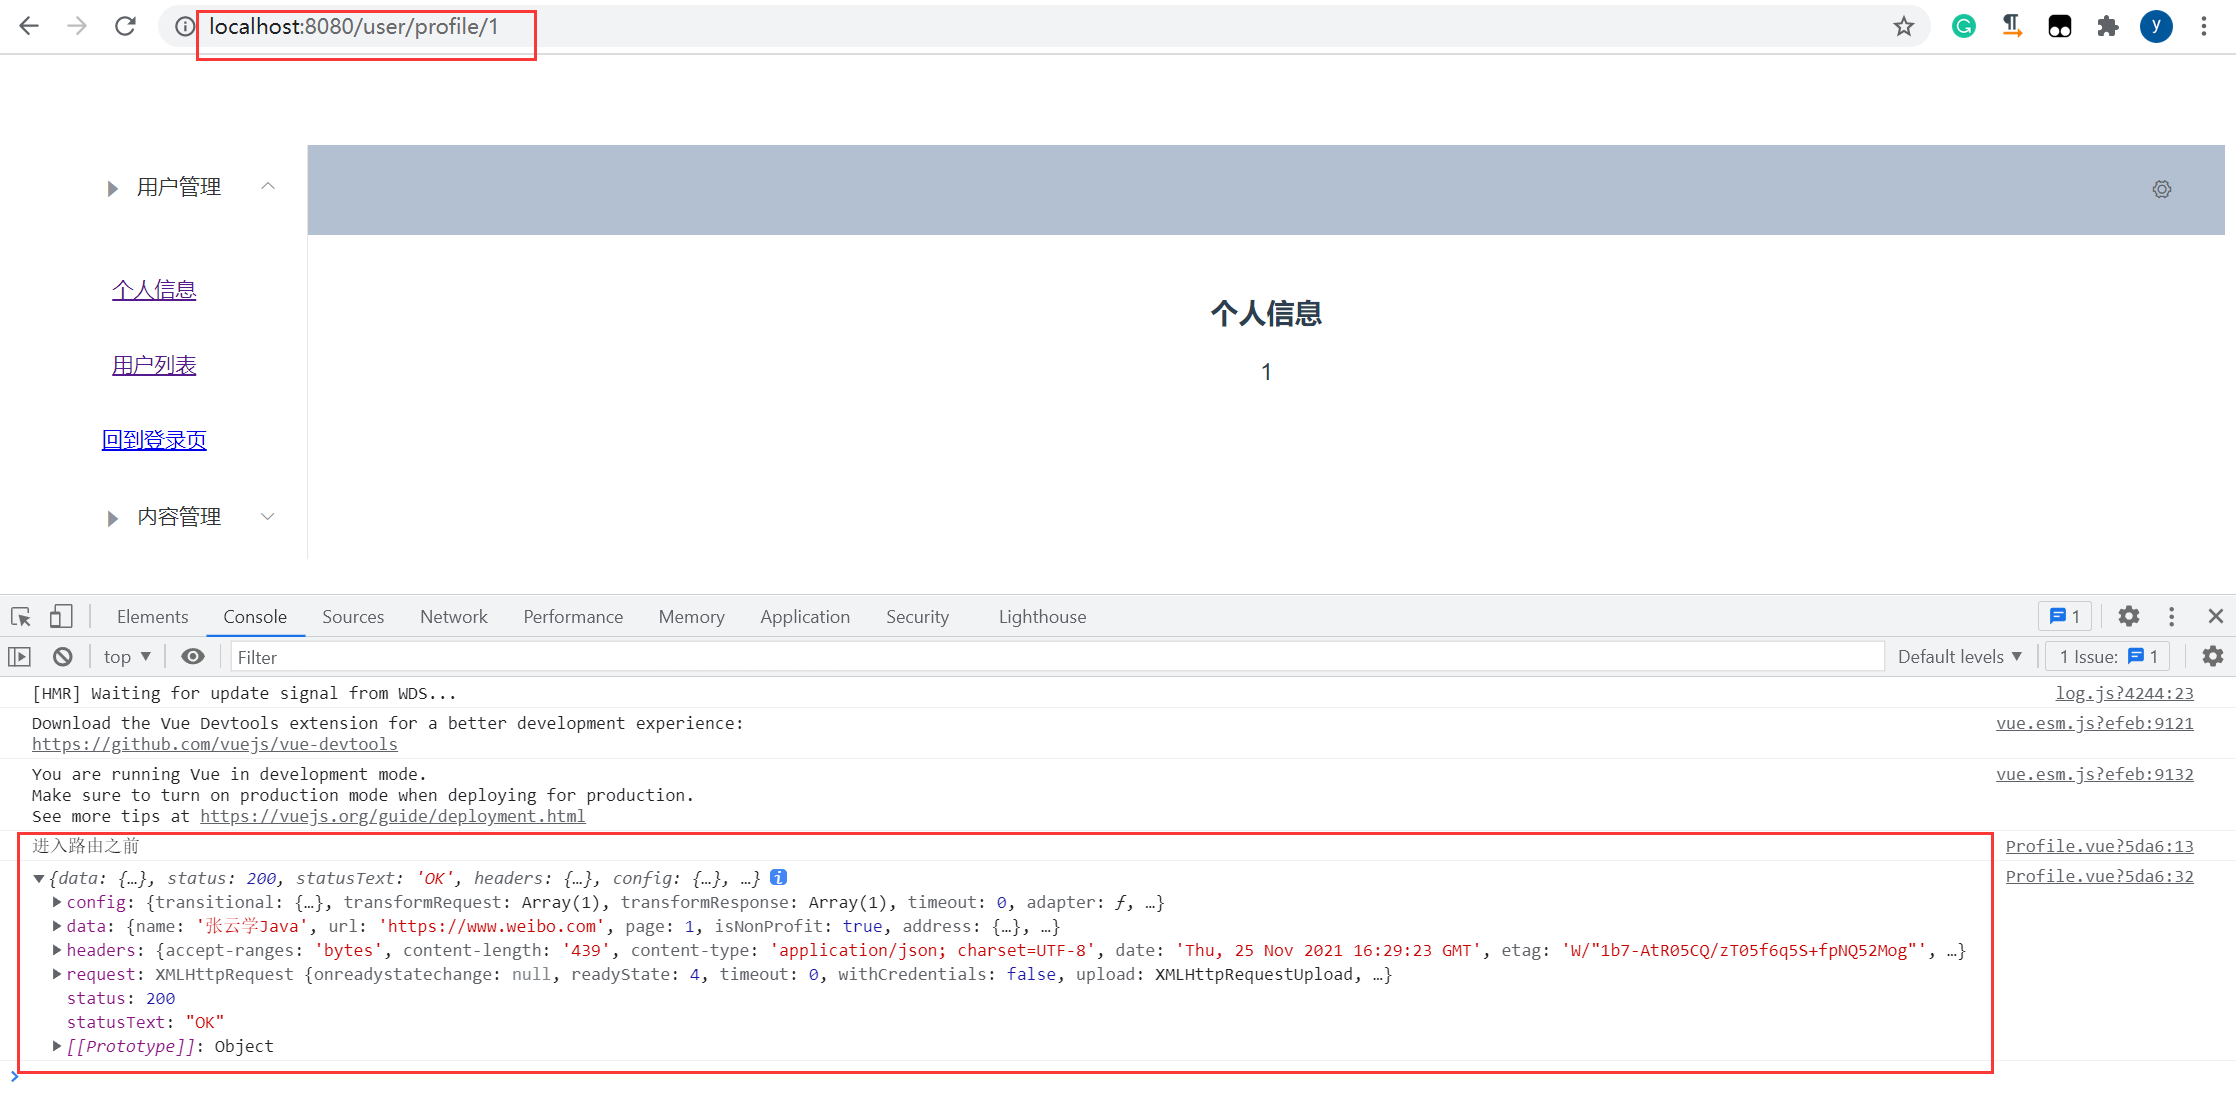 localhost:8080/user/profile/1
y
用户管理
个人信息
用户列表
回到登录页
内容管理
个人信息
1
Elements Console Sources Network Performance Memory Application Security Lighthouse 1
top Filter Default levels 1 Issue: 1
[HMR] Waiting for update signal from WDS... log.js?4244:23
Download the Vue Devtools extension for a better development experience: vue.esm.js?efeb:9121
https://github.com/vuejs/vue-devtools
You are running Vue in development mode. vue.esm.js?efeb:9132
Make sure to turn on production mode when deploying for production.
See more tips at https://vuejs.org/guide/deployment.html
进入路由之前 Profile.vue?5da6:13
{data: {…}, status: 200, statusText: 'OK', headers: {…}, config: {…}, …} Profile.vue?5da6:32
config: {transitional: {…}, transformRequest: Array(1), transformResponse: Array(1), timeout: 0, adapter: ƒ, …}
data: {name: '张云学Java', url: 'https://www.weibo.com', page: 1, isNonProfit: true, address: {…}, …}
headers: {accept-ranges: 'bytes', content-length: '439', content-type: 'application/json; charset=UTF-8', date: 'Thu, 25 Nov 2021 16:29:23 GMT', etag: 'W/"1b7-AtR05CQ/zT05f6q5S+fpNQ52Mog"', …}
request: XMLHttpRequest {onreadystatechange: null, readyState: 4, timeout: 0, withCredentials: false, upload: XMLHttpRequestUpload, …}
status: 200
statusText: "OK"
[[Prototype]]: Object